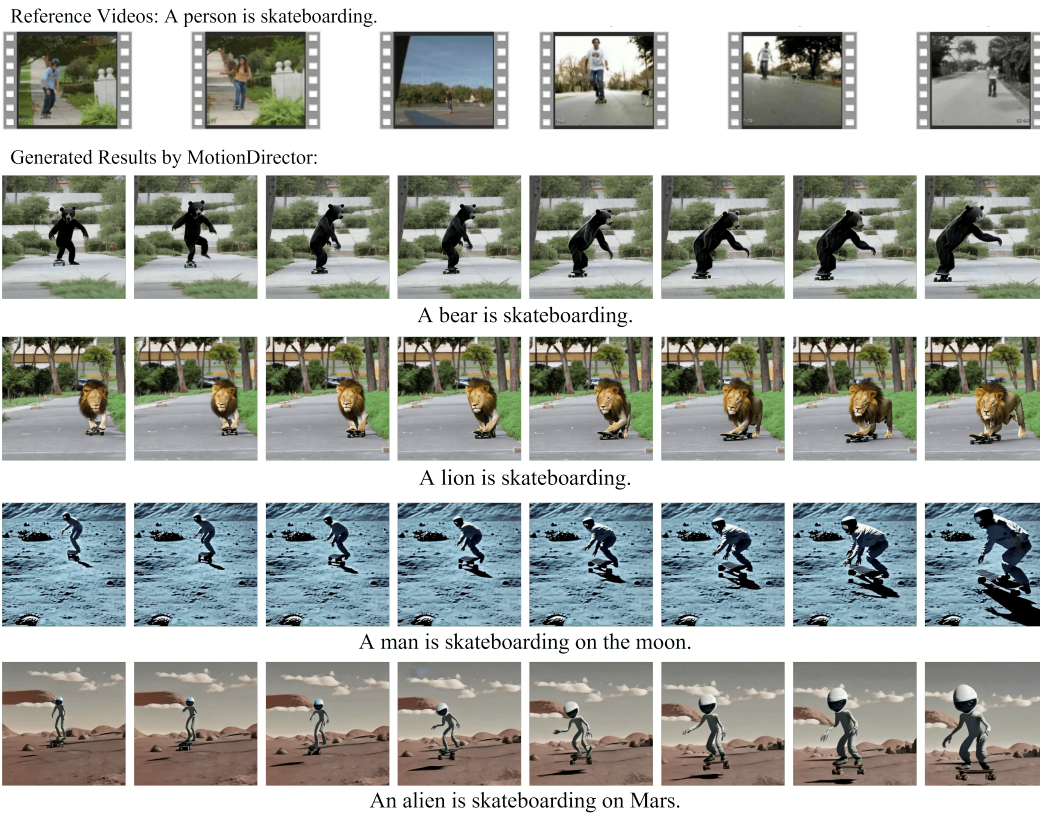 Reference Videos: A person is skateboarding.
Generated Results by MotionDirector:
A bear is skateboarding.
A lion is skateboarding.
A man is skateboarding on the moon.
An alien is skateboarding on Mars.